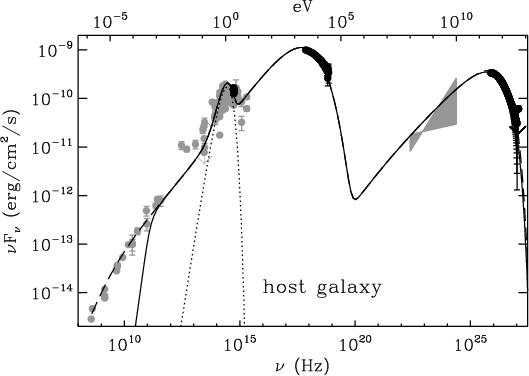 eV
10⁻⁵ 10⁰ 10⁵ 10¹⁰
10⁻⁹
10⁻¹⁰
10⁻¹¹
10⁻¹²
10⁻¹³
10⁻¹⁴
νFᵥ (erg/cm²/s)
host galaxy
10¹⁰ 10¹⁵ 10²⁰ 10²⁵
ν (Hz)